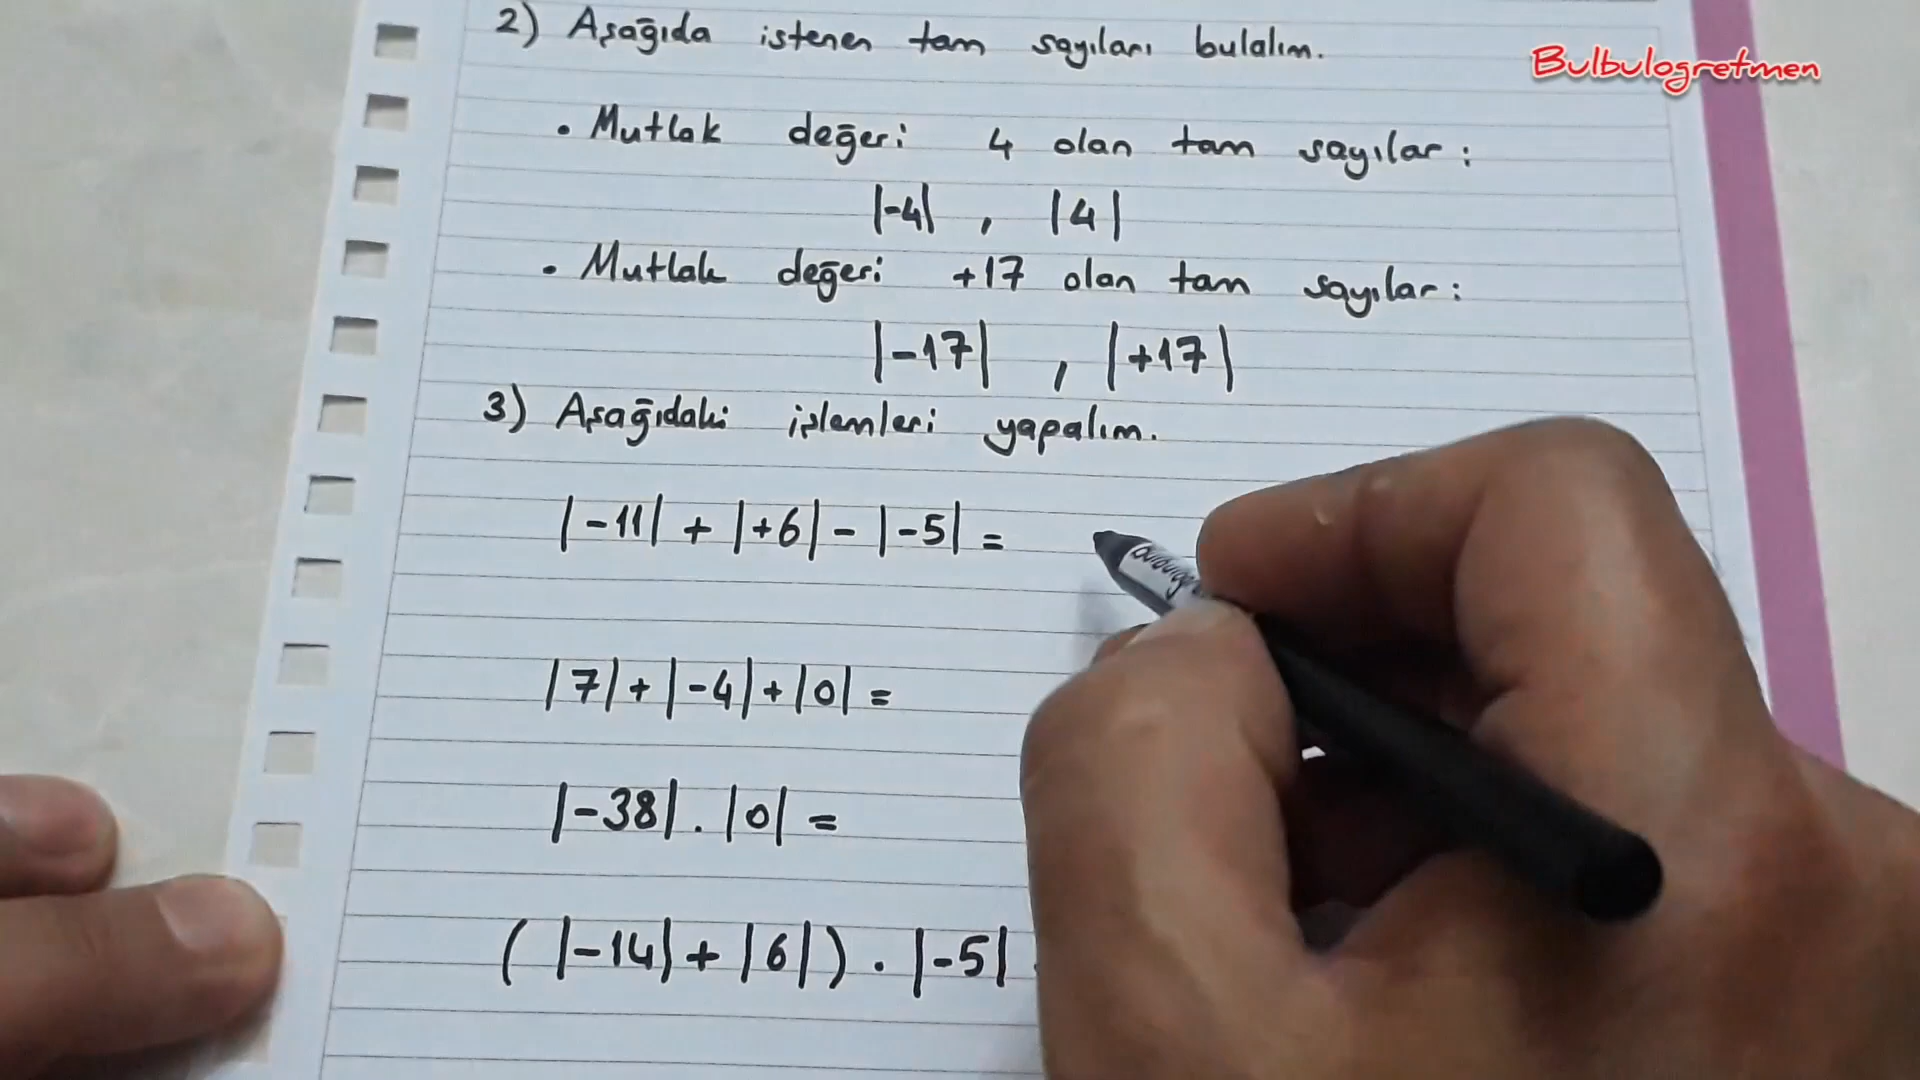 2) Aşağıda istenen tam sayıları bulalım.
Bulbulogretmen
• Mutlak değeri 4 olan tam sayılar :
|-4| , |4|
• Mutlak değeri +17 olan tam sayılar :
|-17| , |+17|
3) Aşağıdaki işlemleri yapalım.
|-11| + |+6| - |-5| =
|7| + |-4| + |0| =
|-38| . |0| =
( |-14| + |6| ) . |-5|